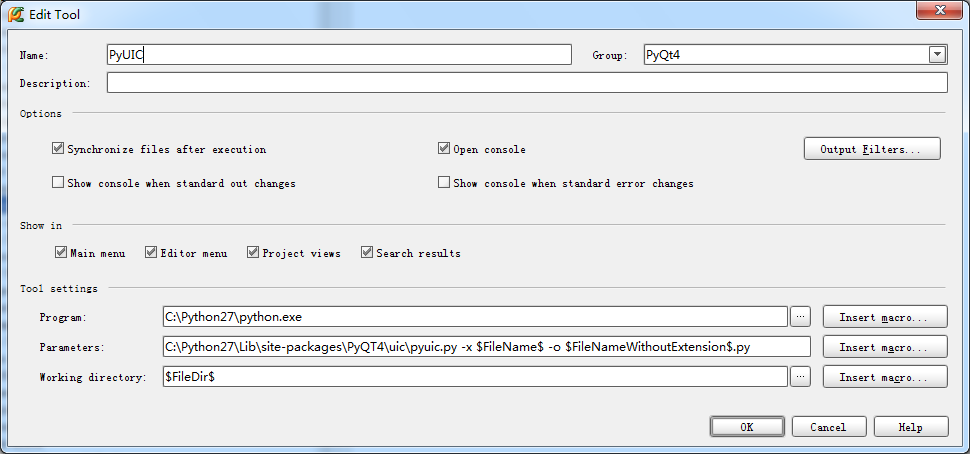 Edit Tool
Name: PyUIC Group: PyQt4
Description:
Options
Synchronize files after execution Open console Output Filters...
Show console when standard out changes Show console when standard error changes
Show in
Main menu Editor menu Project views Search results
Tool settings
Program: C:\Python27\python.exe ... Insert macro...
Parameters: C:\Python27\Lib\site-packages\PyQT4\uic\pyuic.py -x $FileName$ -o $FileNameWithoutExtension$.py Insert macro...
Working directory: $FileDir$ ... Insert macro...
OK Cancel Help